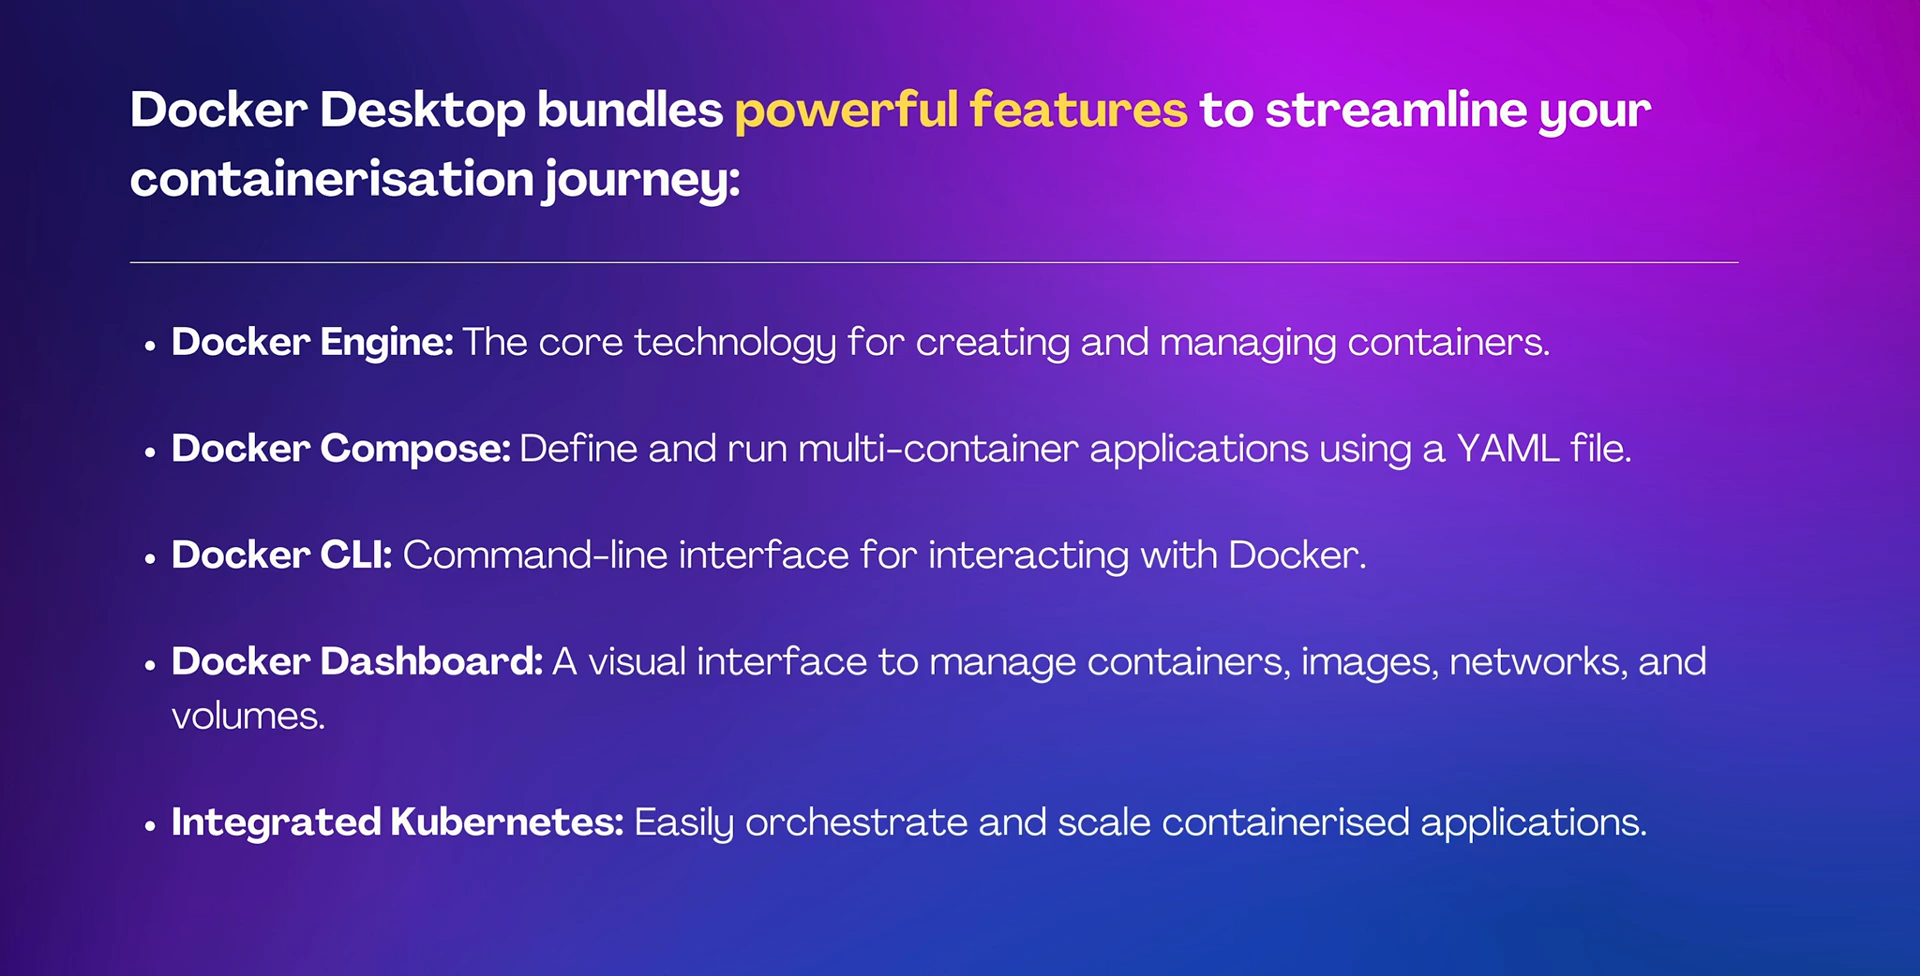 Docker Desktop bundles powerful features to streamline your
containerisation journey:
• Docker Engine: The core technology for creating and managing containers.
• Docker Compose: Define and run multi-container applications using a YAML file.
• Docker CLI: Command-line interface for interacting with Docker.
• Docker Dashboard: A visual interface to manage containers, images, networks, and
volumes.
• Integrated Kubernetes: Easily orchestrate and scale containerised applications.